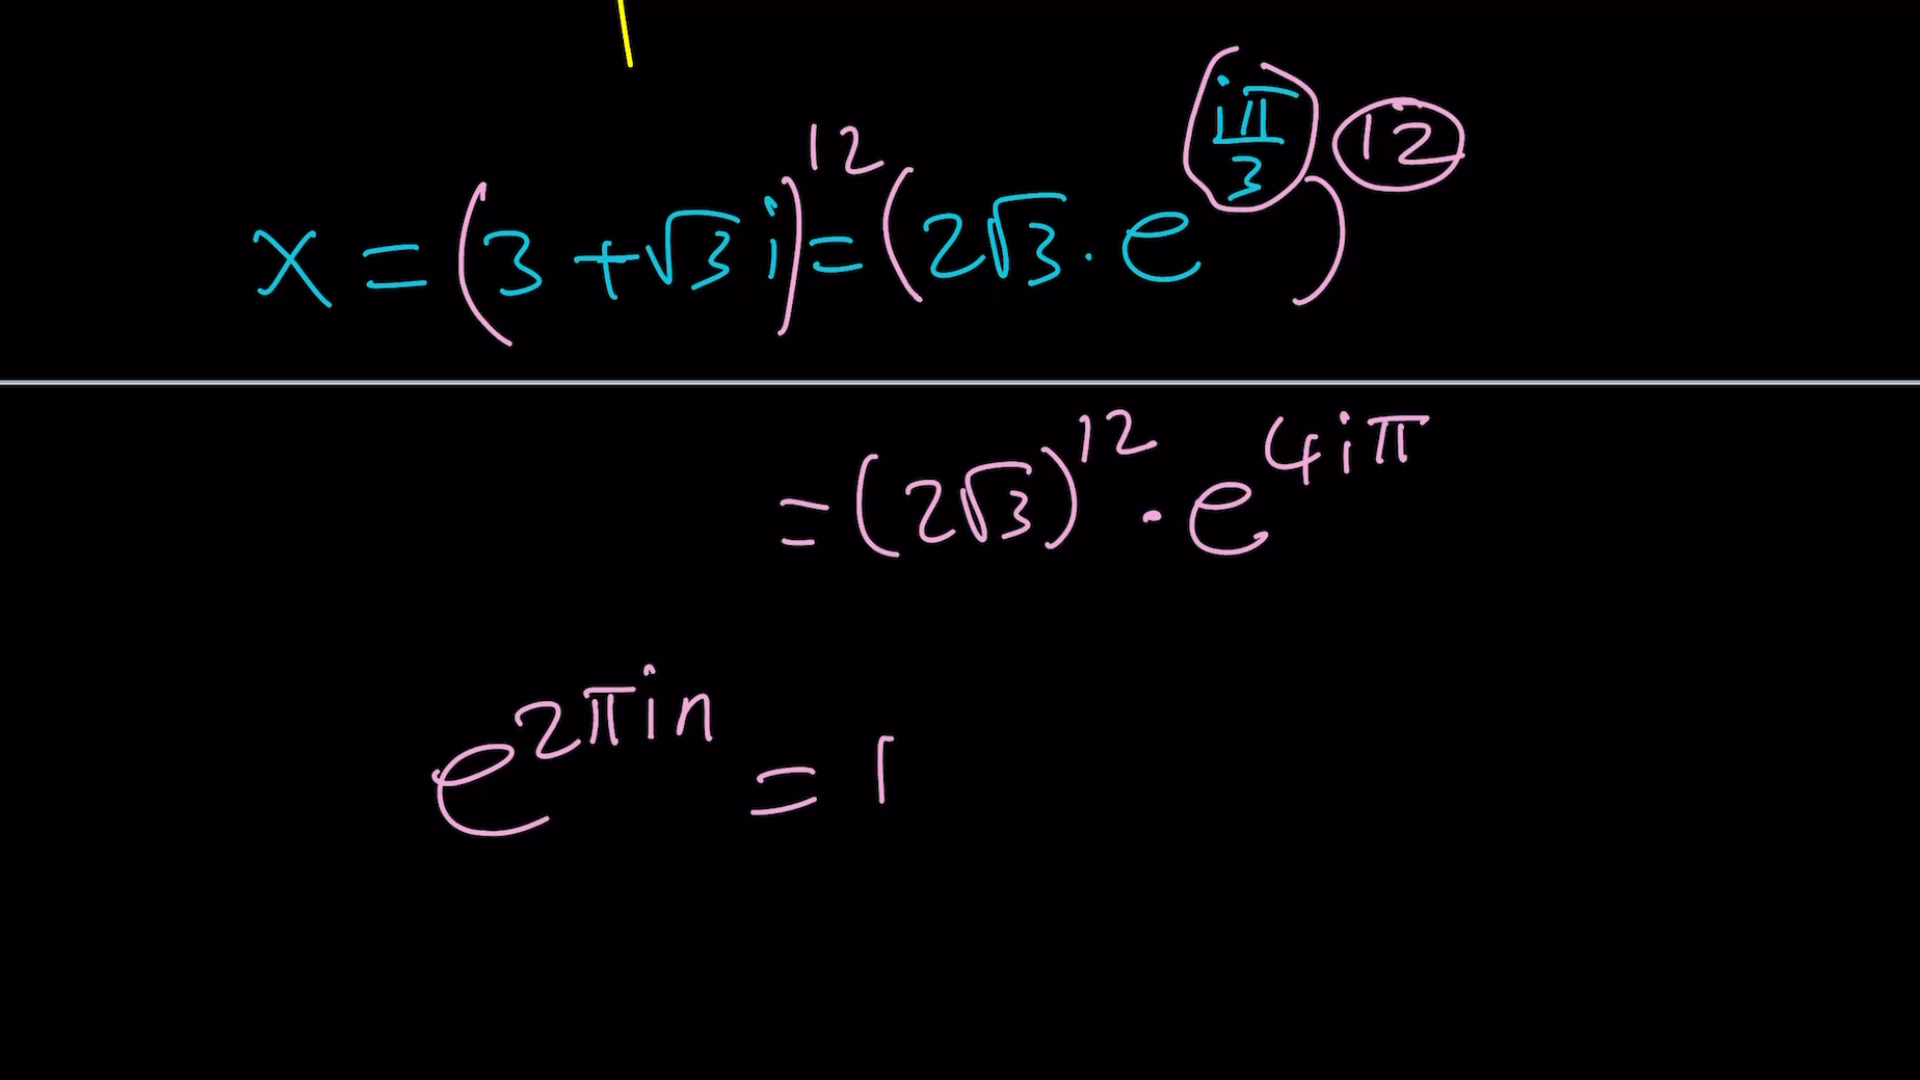 x = (3 + √3 i)¹² = (2√3 · e^(iπ/3))¹²
= (2√3)¹² · e^(4iπ)
e^(2πin) = 1